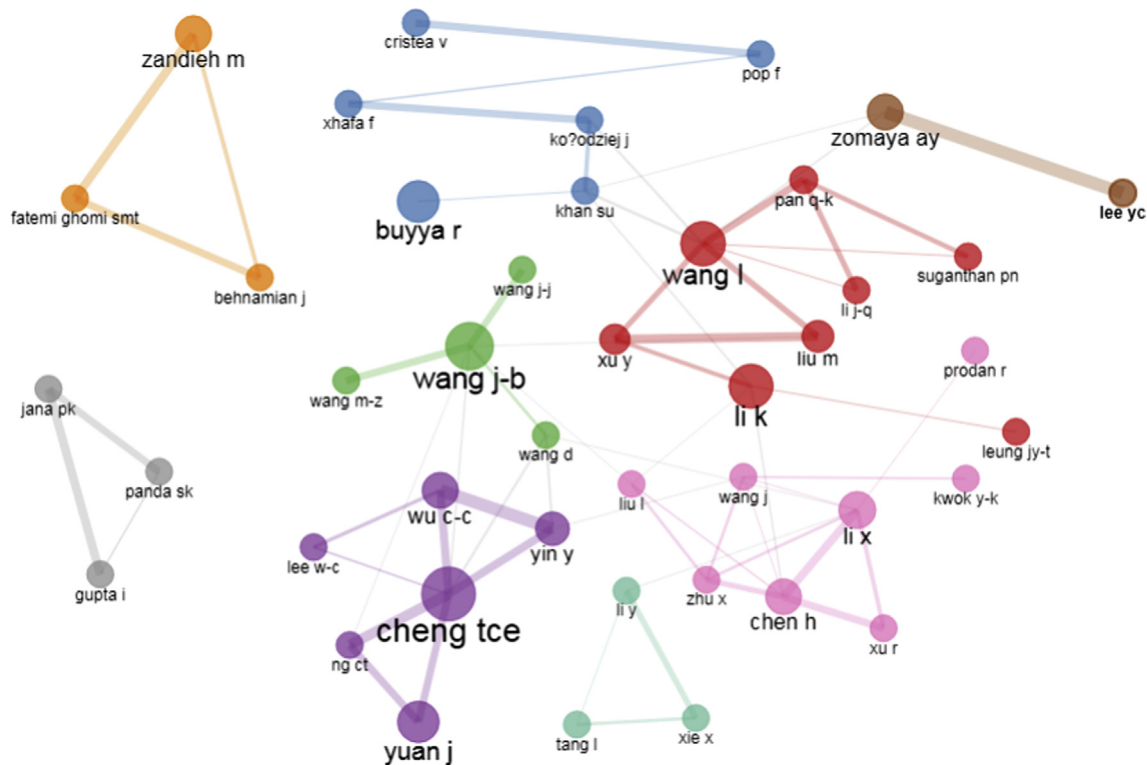 cristea v
zandieh m
pop f
xhafa f
ko?odziej j
zomaya ay
fatemi ghomi smt
khan su
pan q-k
lee yc
buyya r
wang l
suganthan pn
behnamian j
wang j-j
li j-q
xu y
liu m
prodan r
wang j-b
jana pk
wang m-z
li k
leung jy-t
wang d
panda sk
liu l
wang j
kwok y-k
wu c-c
li x
lee w-c
yin y
gupta i
li y
zhu x
chen h
cheng tce
xu r
ng ct
yuan j
tang l
xie x